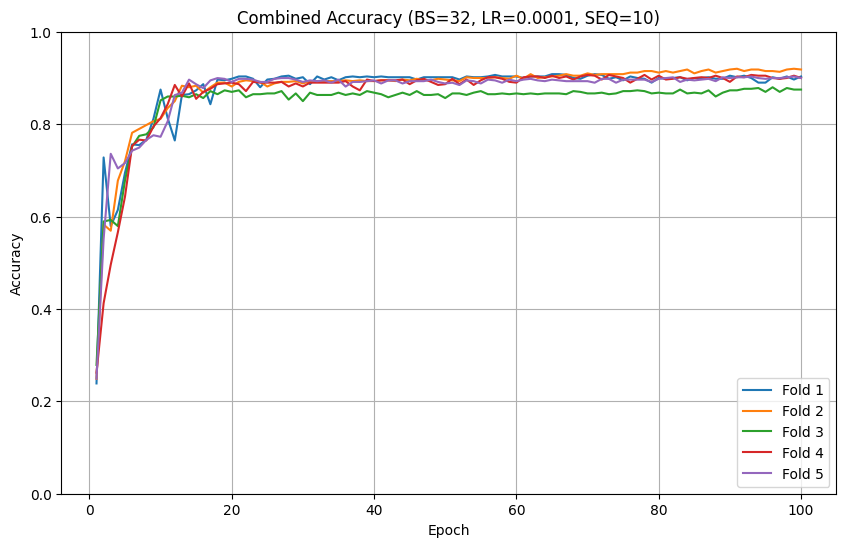 Combined Accuracy (BS=32, LR=0.0001, SEQ=10)
1.0
0.8
0.6
0.4
0.2
0.0
Accuracy
0 20 40 60 80 100
Epoch
Fold 1
Fold 2
Fold 3
Fold 4
Fold 5